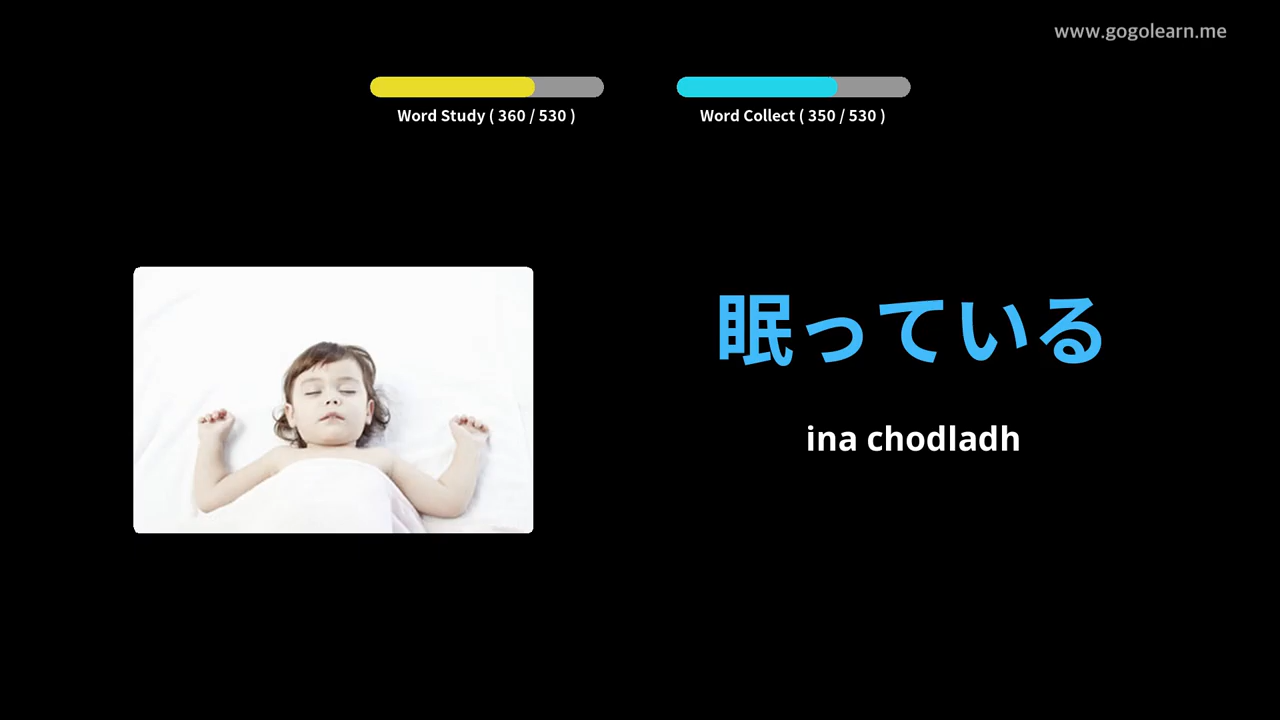 www.gogolearn.me
Word Study ( 360 / 530 )
Word Collect ( 350 / 530 )
眠っている
ina chodladh